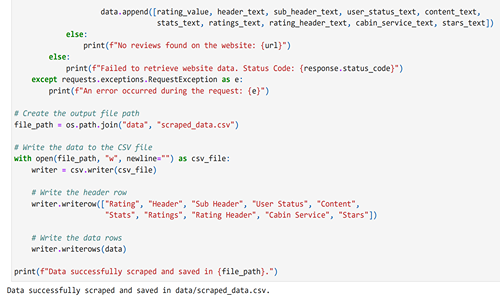 data.append([rating_value, header_text, sub_header_text, user_status_text, content_text,
stats_text, ratings_text, rating_header_text, cabin_service_text, stars_text])
else:
print(f"No reviews found on the website: {url}")
else:
print(f"Failed to retrieve website data. Status Code: {response.status_code}")
except requests.exceptions.RequestException as e:
print(f"An error occurred during the request: {e}")
# Create the output file path
file_path = os.path.join("data", "scraped_data.csv")
# Write the data to the CSV file
with open(file_path, "w", newline="") as csv_file:
writer = csv.writer(csv_file)
# Write the header row
writer.writerow(["Rating", "Header", "Sub Header", "User Status", "Content",
"Stats", "Ratings", "Rating Header", "Cabin Service", "Stars"])
# Write the data rows
writer.writerows(data)
print(f"Data successfully scraped and saved in {file_path}.")
Data successfully scraped and saved in data/scraped_data.csv.